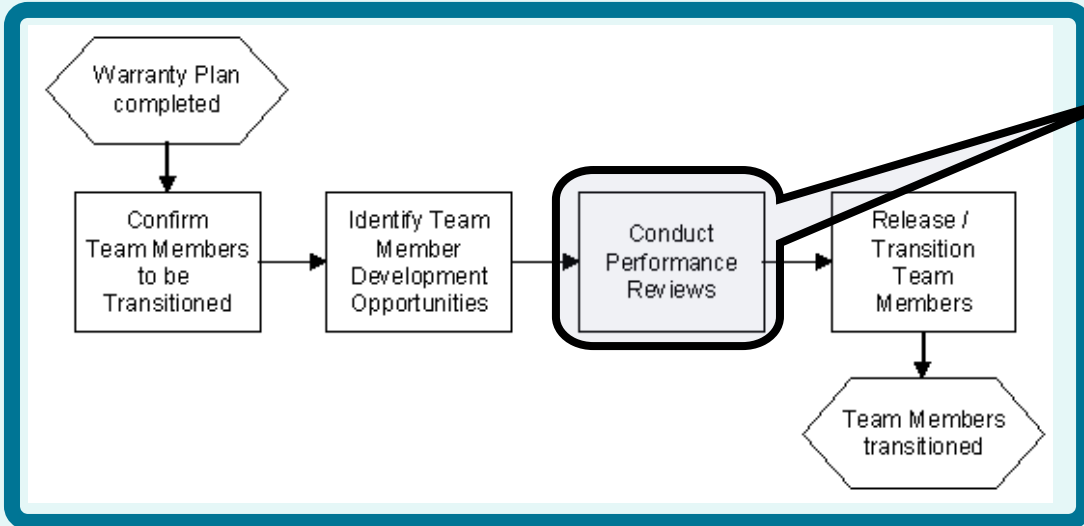 Warranty Plan
completed
Confirm
Team Members
to be
Transitioned
Identify Team
Member
Development
Opportunities
Conduct
Performance
Reviews
Release /
Transition
Team
Members
Team Members
transitioned